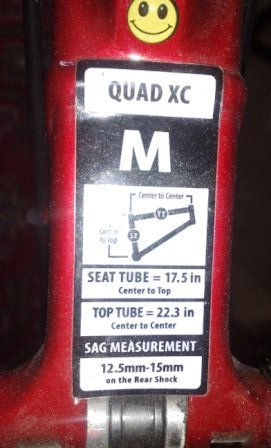 QUAD XC
M
Center to Center
TT
Center
to Top
ST
SEAT TUBE = 17.5 in
Center to Top
TOP TUBE = 22.3 in
Center to Center
SAG MEASUREMENT
12.5mm-15mm
on the Rear Shock